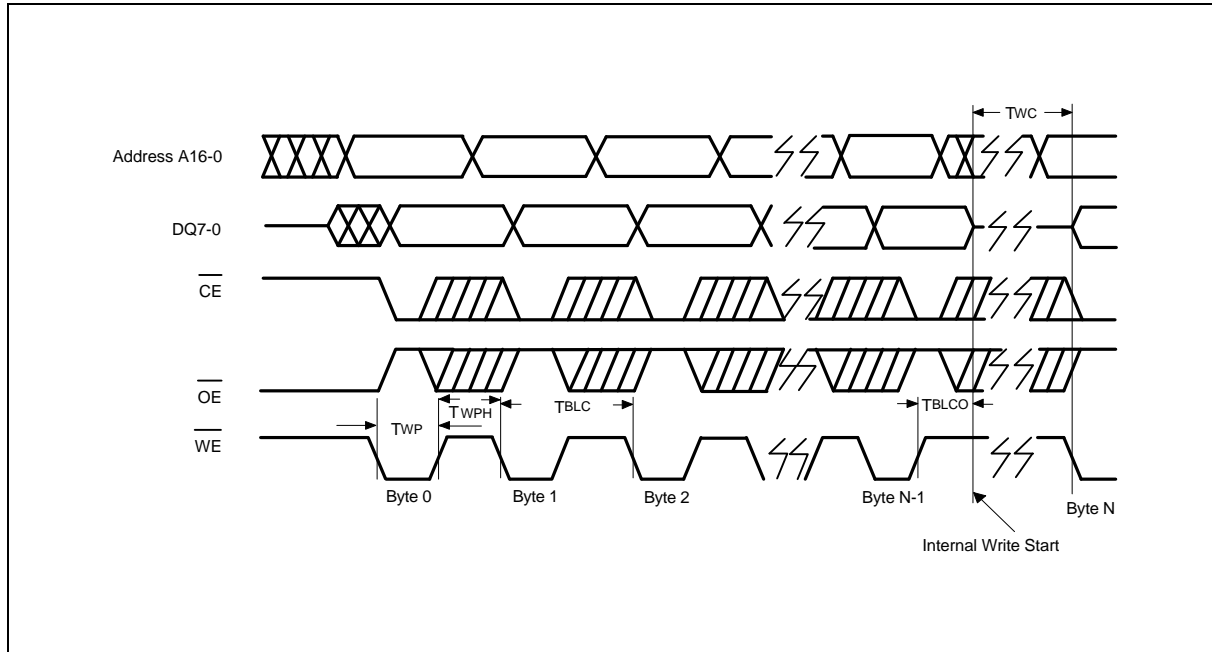 TWC
Address A16-0
DQ7-0
CE
OE
TWPH
TBLC
TBLCO
TWP
WE
Byte 0
Byte 1
Byte 2
Byte N-1
Byte N
Internal Write Start